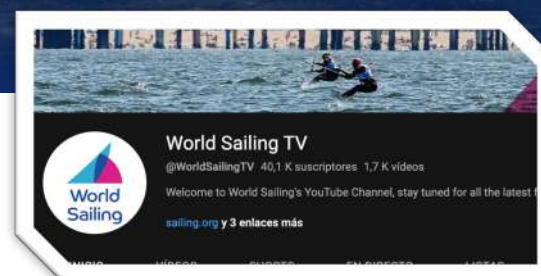 World Sailing TV
@WorldSailingTV 40,1 K suscriptores 1,7 K vídeos
Welcome to World Sailing's YouTube Channel, stay tuned for all the latest
sailing.org y 3 enlaces más
World
Sailing